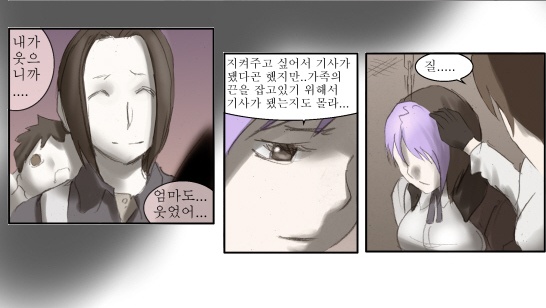 내가
웃으
니까
....
엄마도...
웃었어...
지켜주고 싶어서 기사가
됐다곤 했지만..가족의
끈을 잡고있기 위해서
기사가 됐는지도 몰라...
질.....